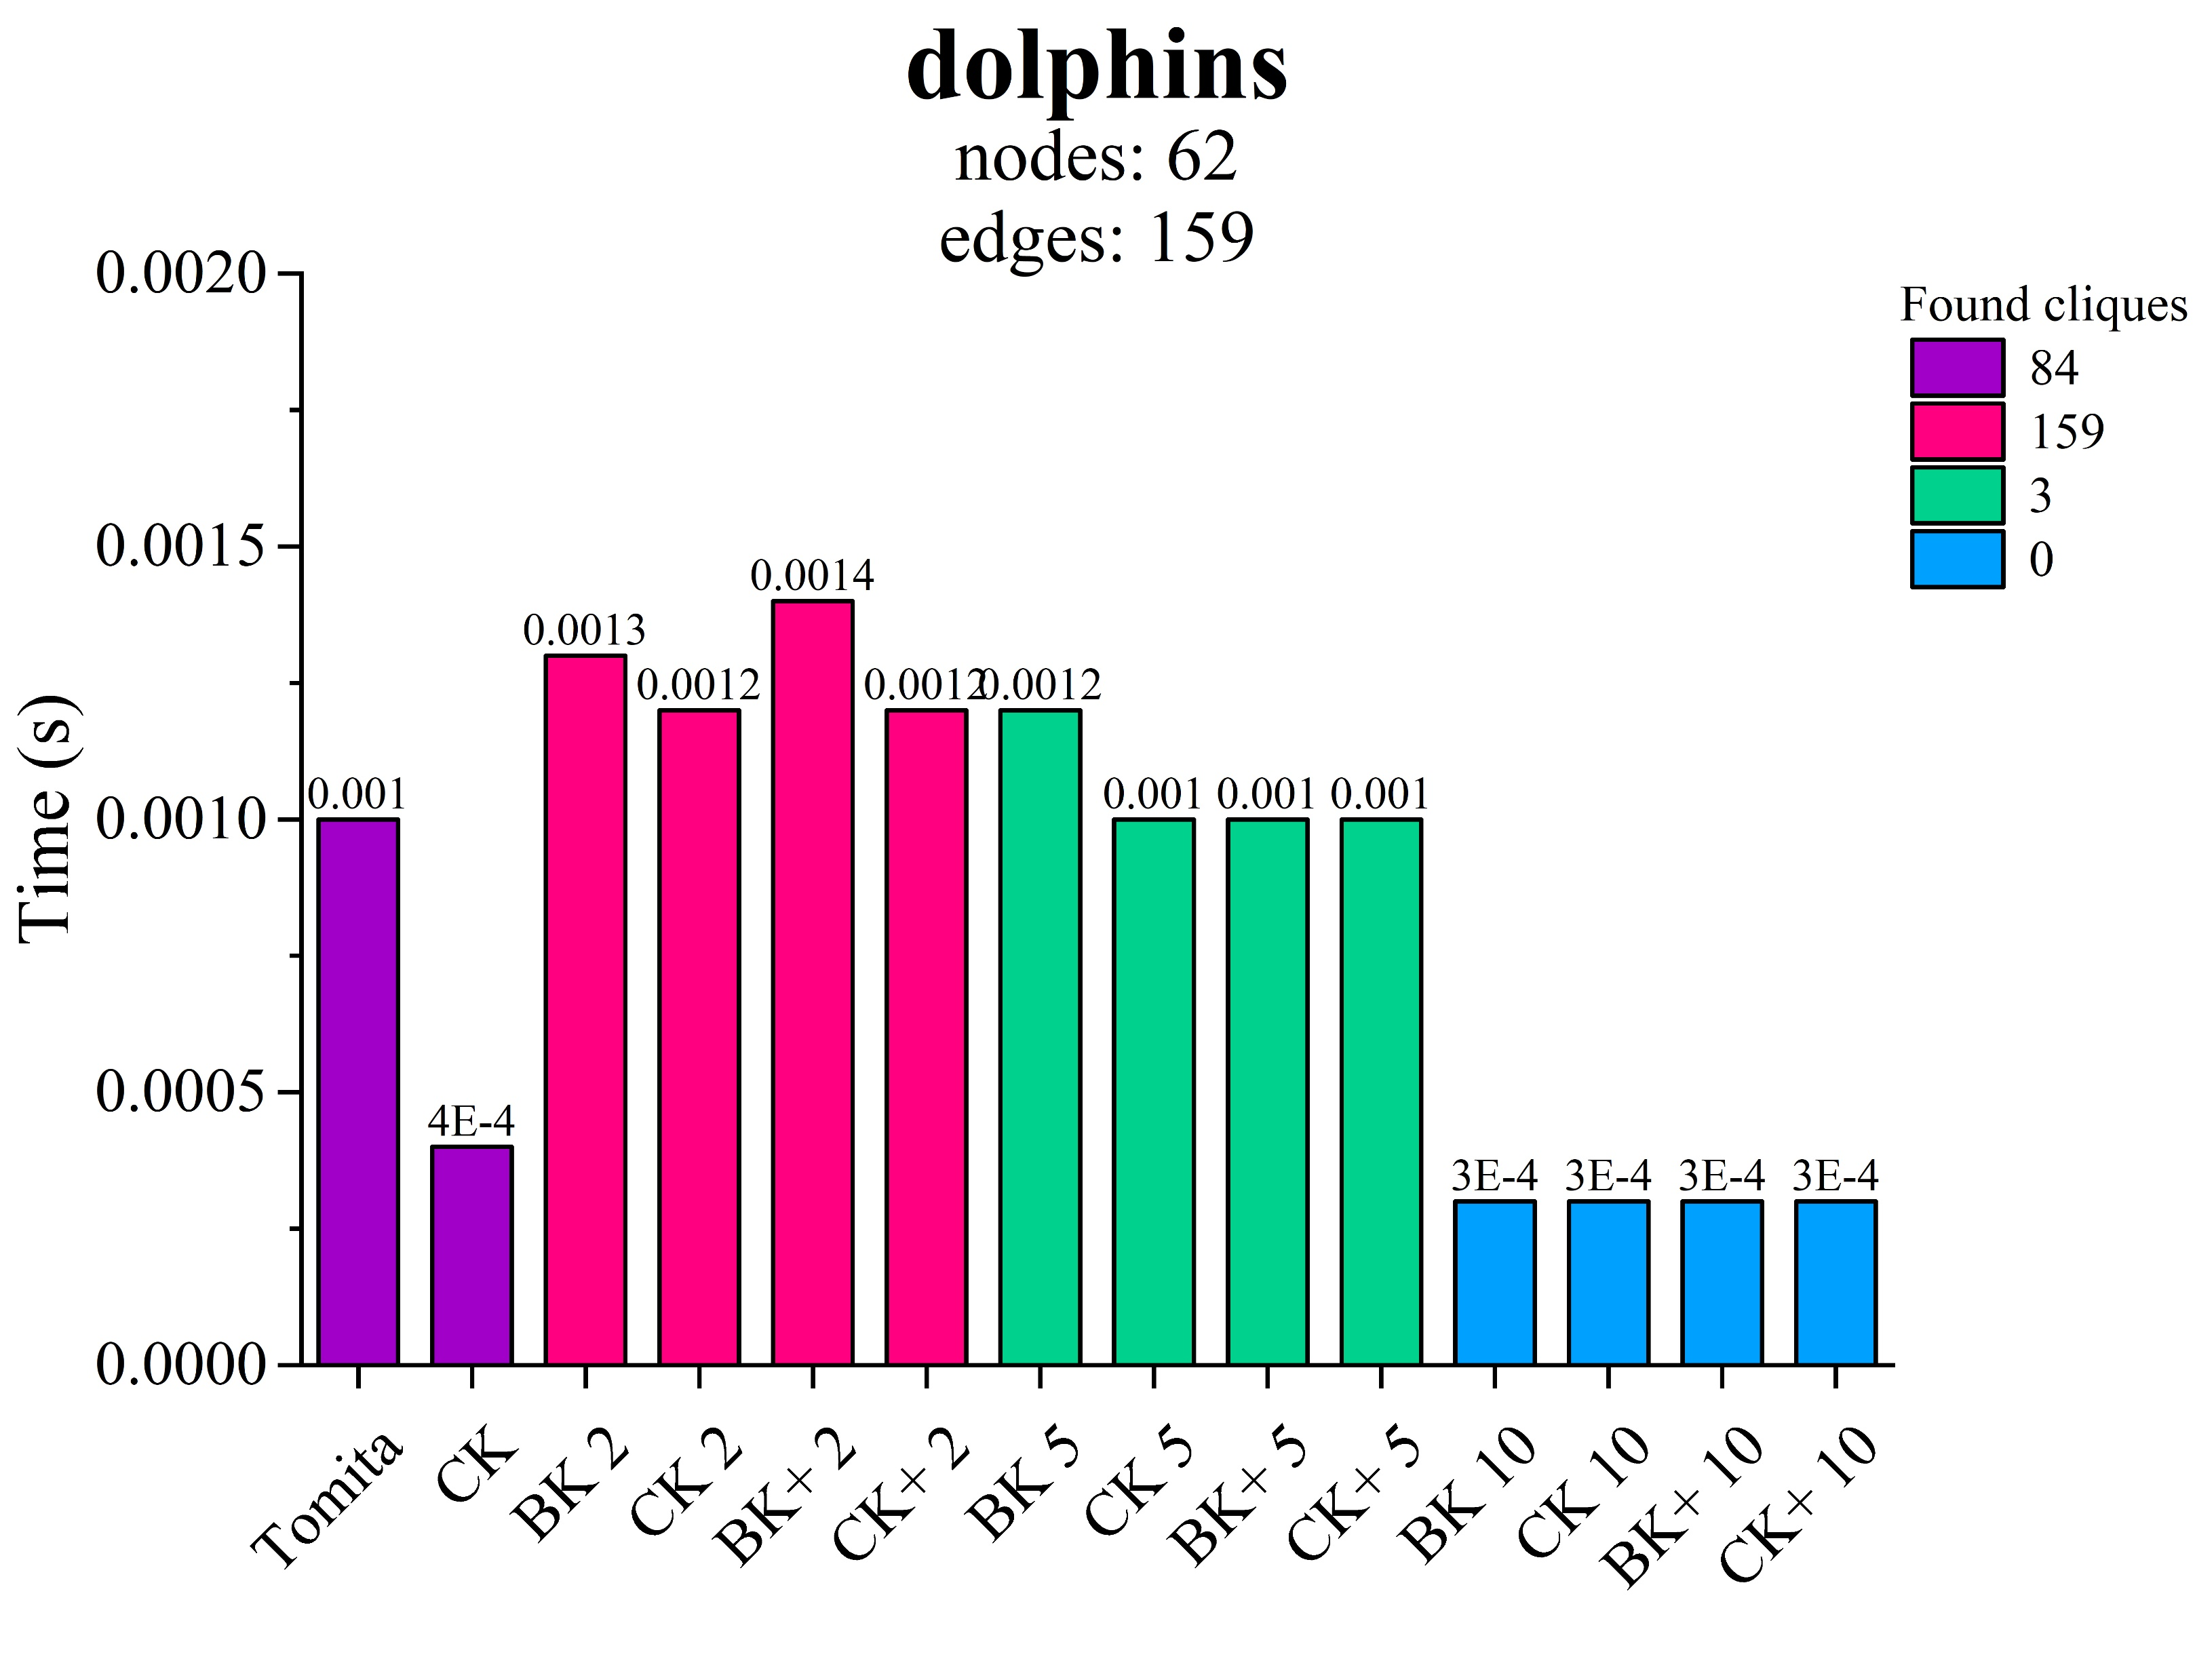 dolphins
nodes: 62
edges: 159
Found cliques
84
159
3
0
Time (s)
0.0020
0.0015
0.0010
0.0005
0.0000
0.001
4E-4
0.0013
0.0012
0.0014
0.0012
0.0012
0.001
0.001
0.001
3E-4
3E-4
3E-4
3E-4
Tomita
CK
BK 2
CK 2
BK+ 2
CK+ 2
BK 5
CK 5
BK+ 5
CK+ 5
BK 10
CK 10
BK+ 10
CK+ 10